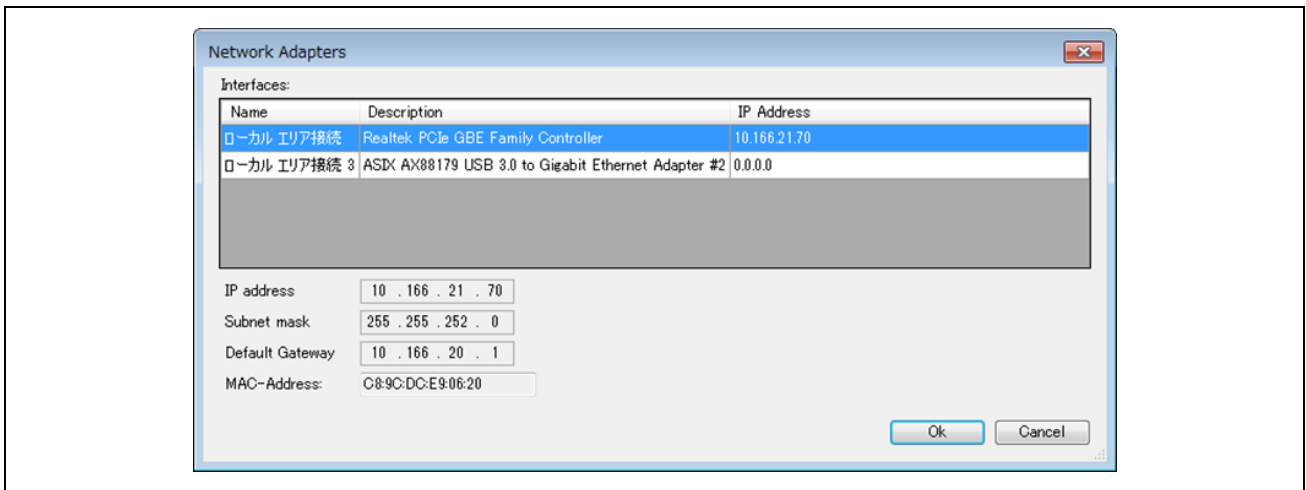 Network Adapters
Interfaces:
Name Description IP Address
ローカル エリア接続 Realtek PCIe GBE Family Controller 10.166.21.70
ローカル エリア接続 3 ASIX AX88179 USB 3.0 to Gigabit Ethernet Adapter #2 0.0.0.0
IP address 10 . 166 . 21 . 70
Subnet mask 255 . 255 . 252 . 0
Default Gateway 10 . 166 . 20 . 1
MAC-Address: C8:9C:DC:E9:06:20
Ok Cancel